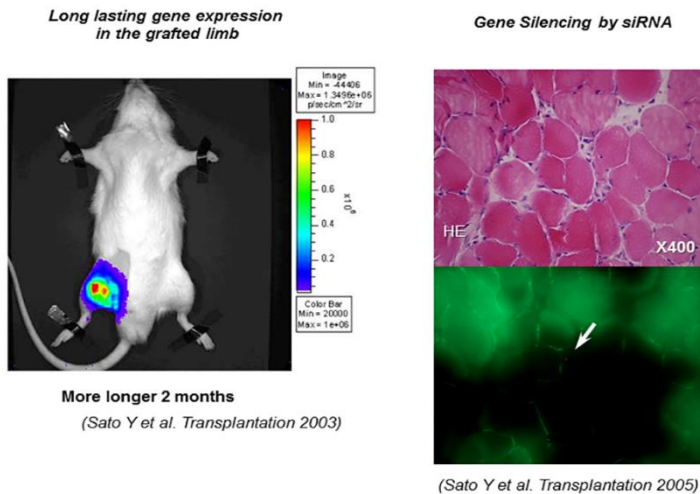 Long lasting gene expression
in the grafted limb
Gene Silencing by siRNA
Image
Min = -44406
Max = 1.3496e+06
p/sec/cm^2/sr
1.0
0.8
0.6
x10^6
0.4
0.2
Color Bar
Min = 20000
Max = 1e+06
HE
X400
More longer 2 months
(Sato Y et al. Transplantation 2003)
(Sato Y et al. Transplantation 2005)